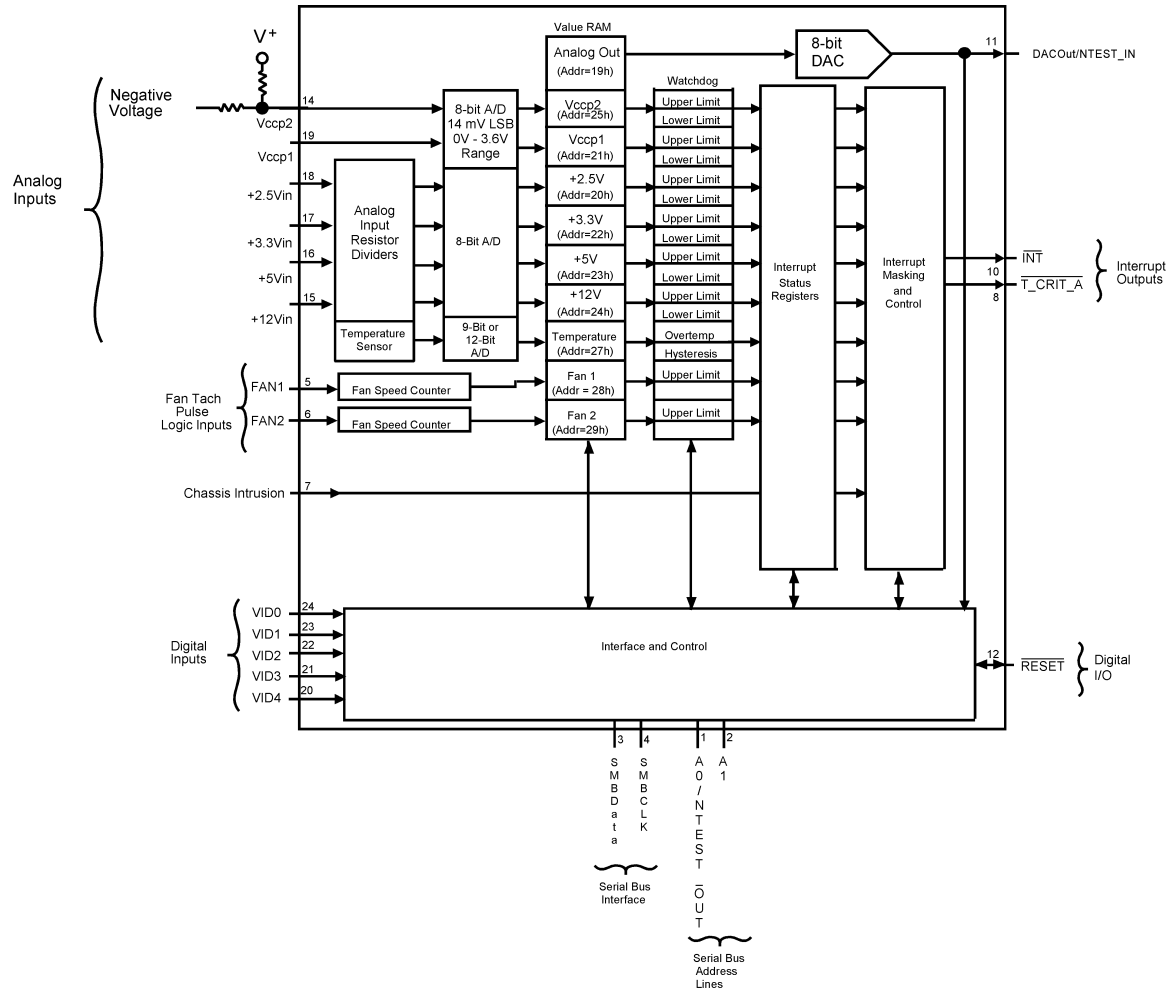 Value RAM
V+
Analog Out
(Addr=19h)
8-bit
DAC
11
DACOut/NTEST_IN
Negative
Voltage
14
Vccp2
19
Vccp1
8-bit A/D
14 mV LSB
0V - 3.6V
Range
Watchdog
Vccp2
(Addr=25h)
Upper Limit
Lower Limit
Vccp1
(Addr=21h)
Upper Limit
Lower Limit
Analog
Inputs
18
+2.5Vin
17
+3.3Vin
16
+5Vin
15
+12Vin
Analog
Input
Resistor
Dividers
8-Bit A/D
+2.5V
(Addr=20h)
Upper Limit
Lower Limit
+3.3V
(Addr=22h)
Upper Limit
Lower Limit
+5V
(Addr=23h)
Upper Limit
Lower Limit
+12V
(Addr=24h)
Upper Limit
Lower Limit
Interrupt
Status
Registers
Interrupt
Masking
and
Control
INT
10
T_CRIT_A
8
Interrupt
Outputs
Temperature
Sensor
9-Bit or
12-Bit
A/D
Temperature
(Addr=27h)
Overtemp
Hysteresis
Fan Tach
Pulse
Logic Inputs
FAN1
5
Fan Speed Counter
Fan 1
(Addr = 28h)
Upper Limit
FAN2
6
Fan Speed Counter
Fan 2
(Addr=29h)
Upper Limit
Chassis Intrusion
7
Digital
Inputs
VID0
24
VID1
23
VID2
22
VID3
21
VID4
20
Interface and Control
12
RESET
Digital
I/O
3
4
1
2
SMBData
SMBCLK
A0/NTEST OUT
A1
Serial Bus
Interface
Serial Bus
Address
Lines